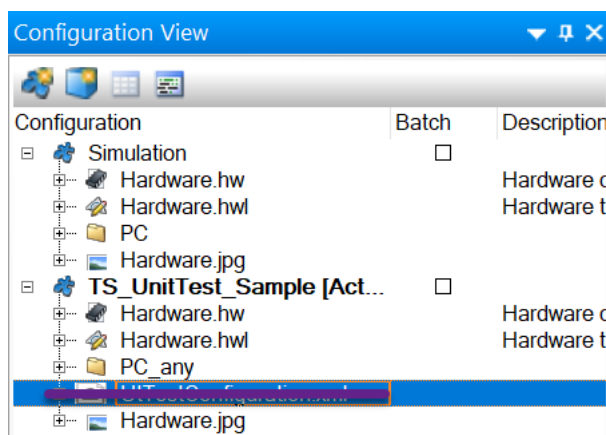 Configuration View
Configuration Batch Description
Simulation
Hardware.hw Hardware c
Hardware.hwl Hardware t
PC
Hardware.jpg
TS_UnitTest_Sample [Act...
Hardware.hw Hardware c
Hardware.hwl Hardware t
PC_any
Hardware.jpg